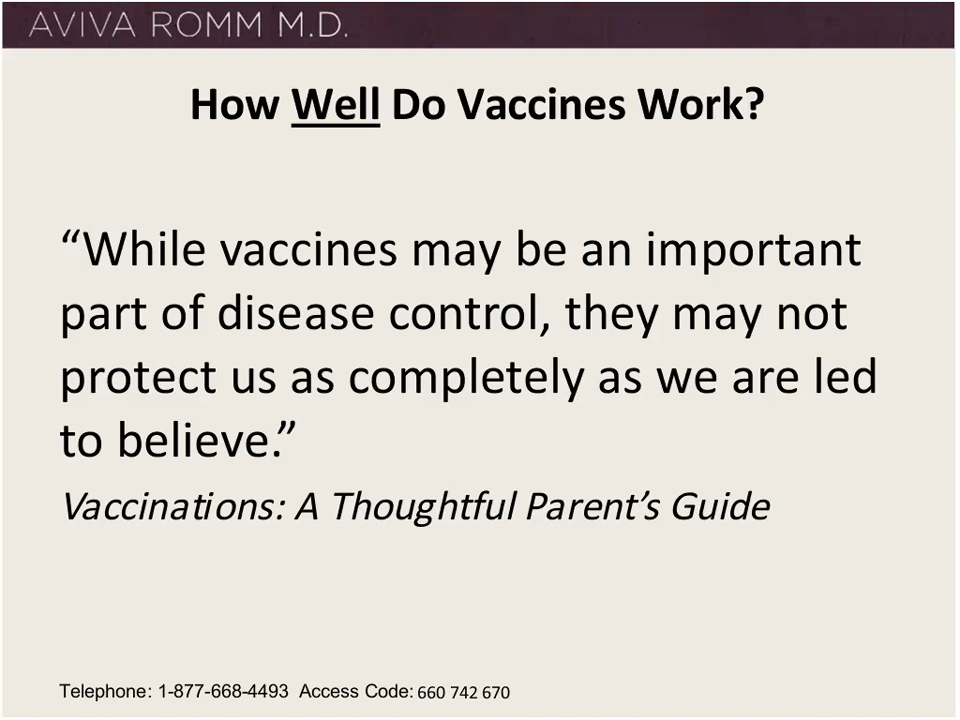 AVIVA ROMM M.D.
How Well Do Vaccines Work?
“While vaccines may be an important
part of disease control, they may not
protect us as completely as we are led
to believe.”
Vaccinations: A Thoughtful Parent’s Guide
Telephone: 1-877-668-4493 Access Code: 660 742 670